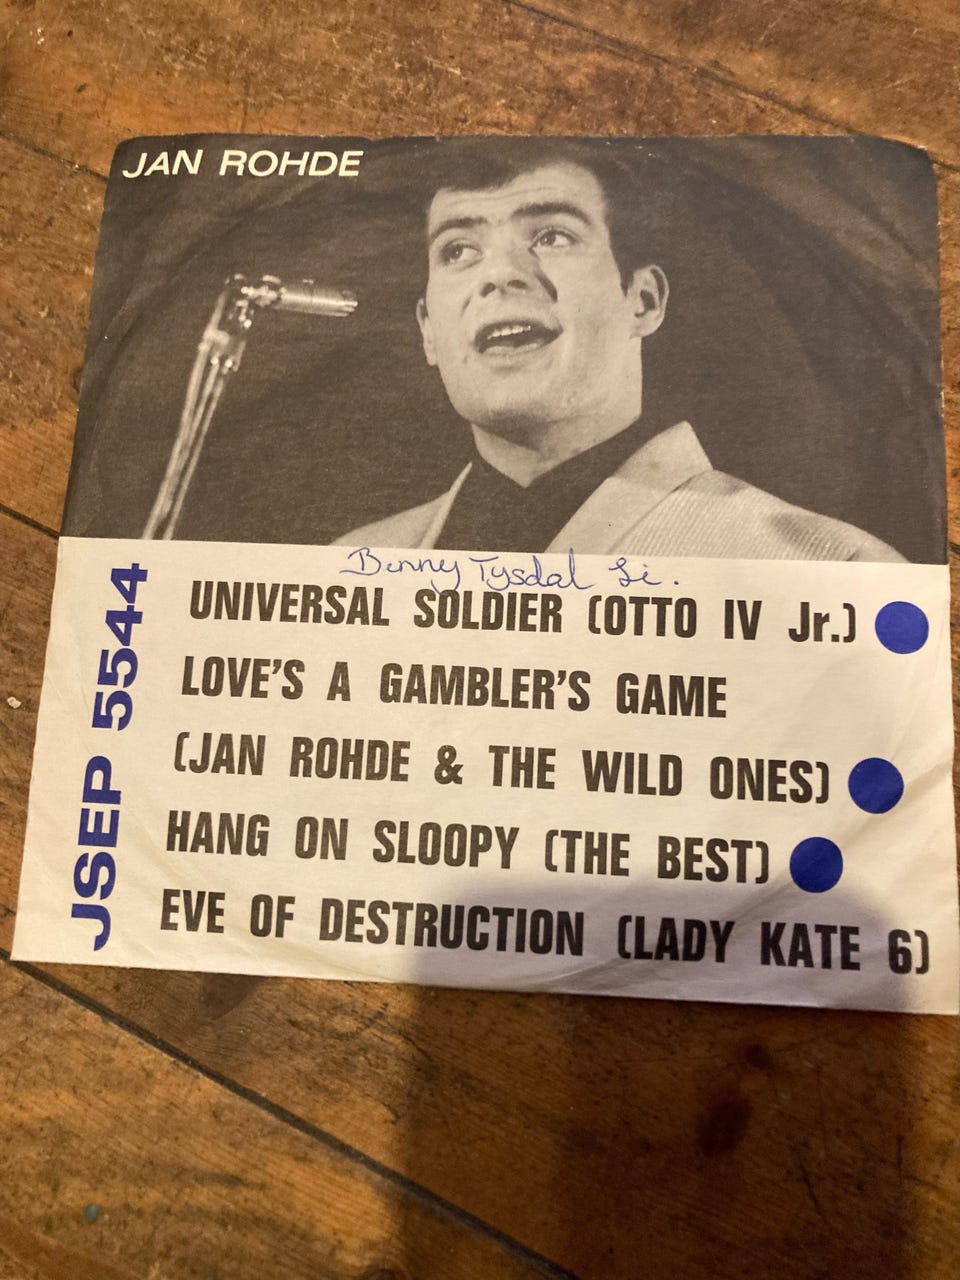 JAN ROHDE
Benny Tysdal Li.
JSEP 5544
UNIVERSAL SOLDIER (OTTO IV Jr.)
LOVE'S A GAMBLER'S GAME
(JAN ROHDE & THE WILD ONES)
HANG ON SLOOPY (THE BEST)
EVE OF DESTRUCTION (LADY KATE 6)